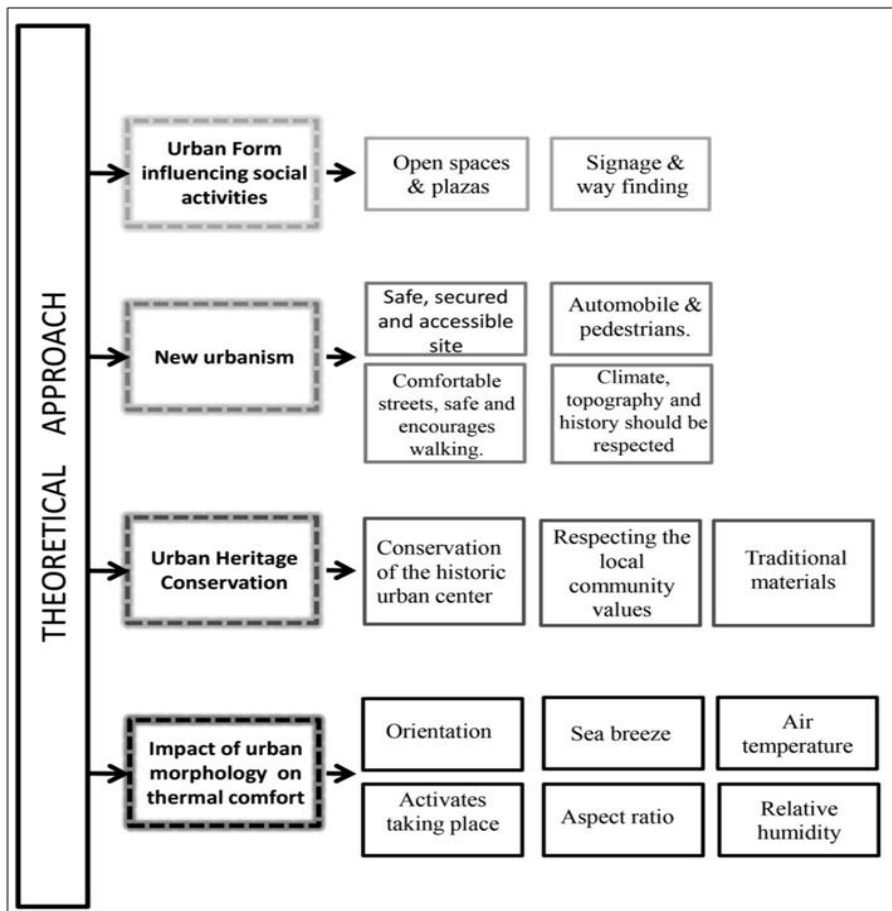 THEORETICAL APPROACH
Urban Form
influencing social
activities
Open spaces
& plazas
Signage &
way finding
New urbanism
Safe, secured
and accessible
site
Automobile &
pedestrians.
Comfortable
streets, safe and
encourages
walking.
Climate,
topography and
history should be
respected
Urban Heritage
Conservation
Conservation
of the historic
urban center
Respecting the
local
community
values
Traditional
materials
Impact of urban
morphology on
thermal comfort
Orientation
Sea breeze
Air
temperature
Activates
taking place
Aspect ratio
Relative
humidity